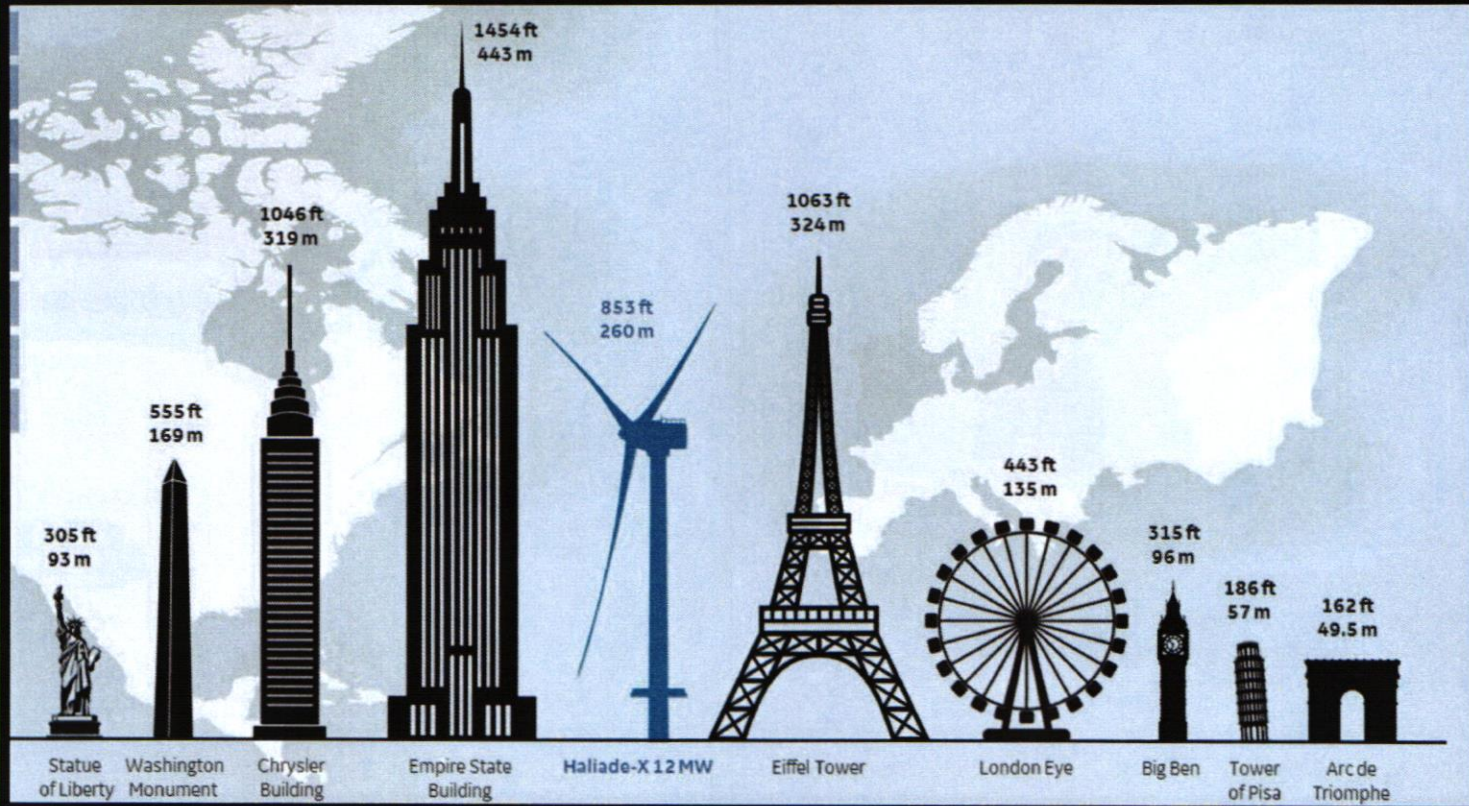 1454 ft
443 m
1046 ft
319 m
1063 ft
324 m
853 ft
260 m
555 ft
169 m
443 ft
135 m
305 ft
93 m
315 ft
96 m
186 ft
57 m
162 ft
49.5 m
Statue
of Liberty
Washington
Monument
Chrysler
Building
Empire State
Building
Haliade-X 12 MW
Eiffel Tower
London Eye
Big Ben
Tower
of Pisa
Arc de
Triomphe